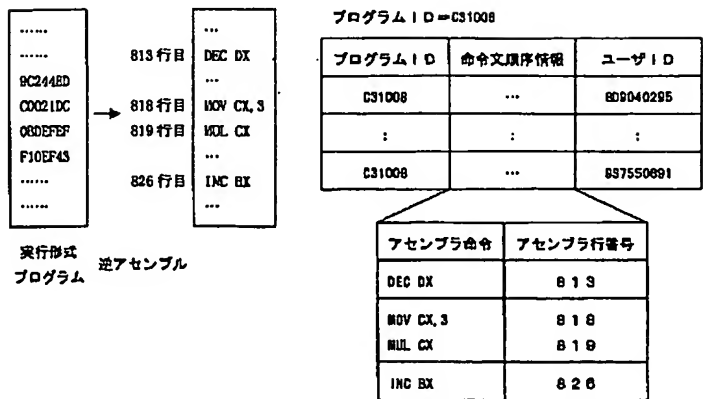 プログラムID=C31008
……
……
9C244ED
C0021DC
0BDEFEF
F10EF43
……
……
実行形式
プログラム
逆アセンブル
…
813行目 DEC DX
…
818行目 MOV CX,3
819行目 MUL CX
…
826行目 INC BX
…
プログラムID 命令文順序情報 ユーザID
C31008 … 809040295
: : :
C31008 … 937550691
アセンブラ命令 アセンブラ行番号
DEC DX 813
MOV CX,3 818
MUL CX 819
INC BX 826